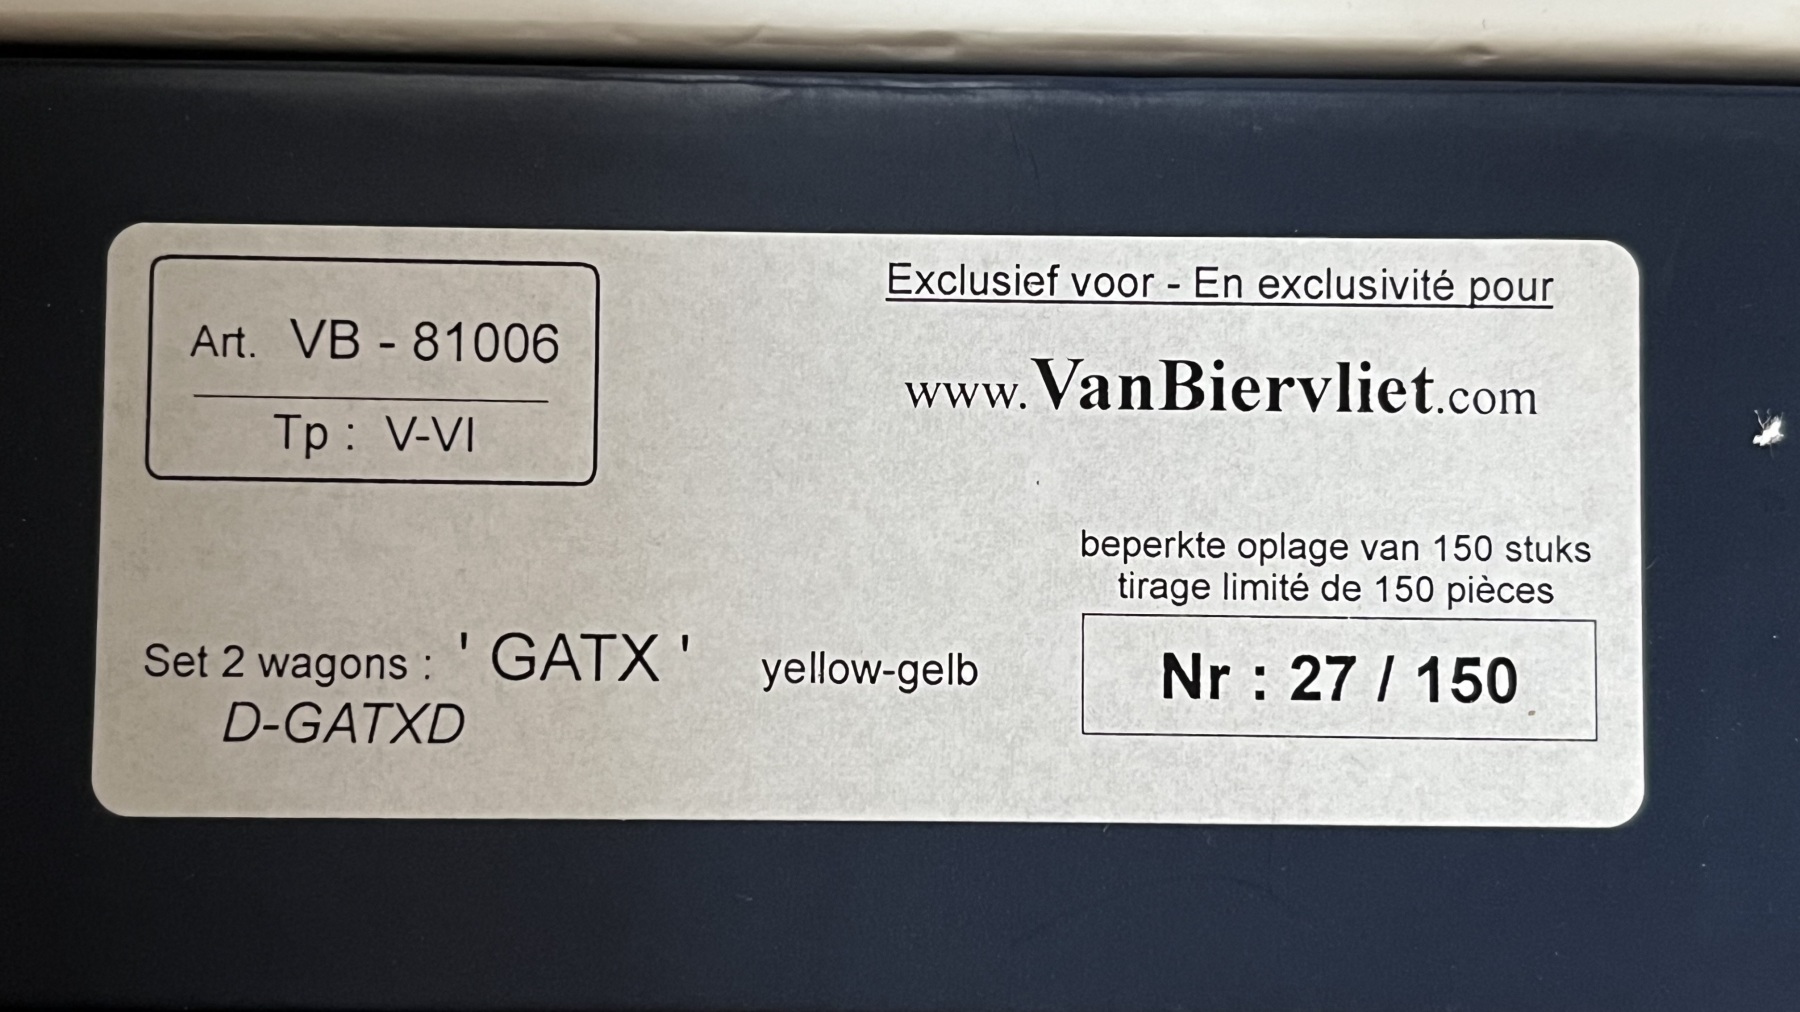 Art. VB - 81006
Tp : V-VI
Exclusief voor - En exclusivité pour
www.VanBiervliet.com
beperkte oplage van 150 stuks
tirage limité de 150 pièces
Nr : 27 / 150
Set 2 wagons : ' GATX ' yellow-gelb
D-GATXD